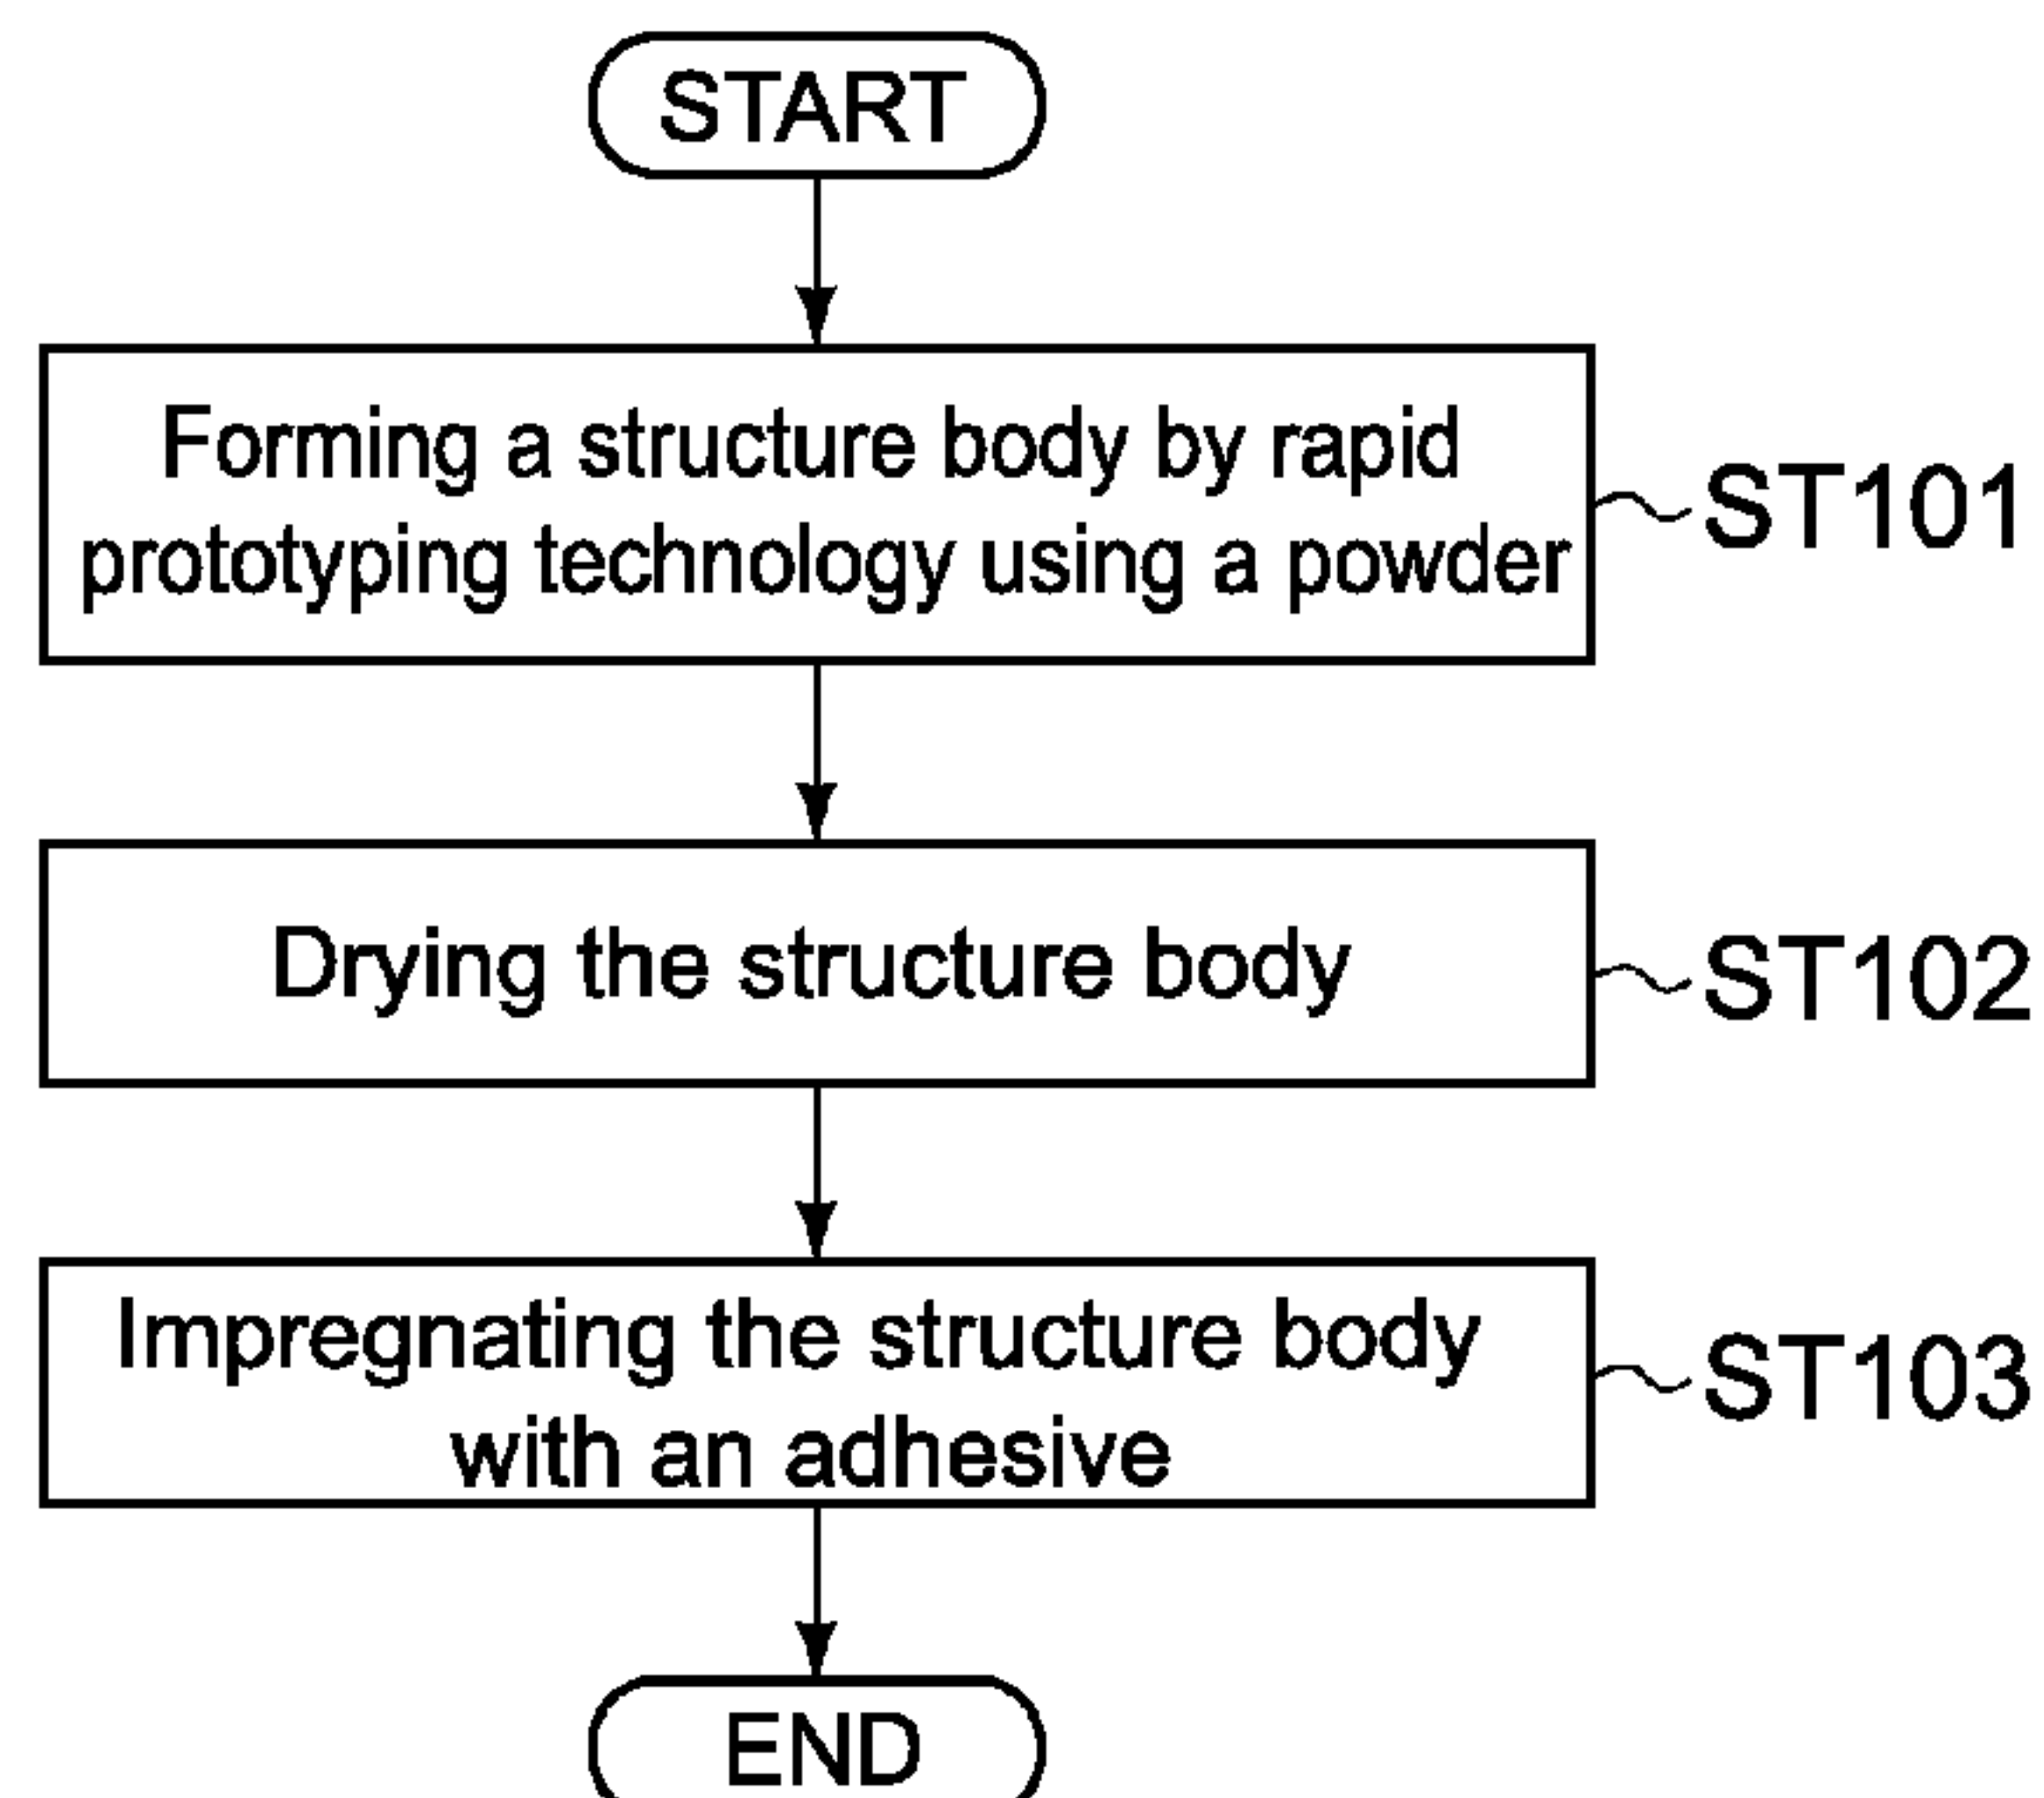 START
Forming a structure body by rapid
prototyping technology using a powder
ST101
Drying the structure body
ST102
Impregnating the structure body
with an adhesive
ST103
END